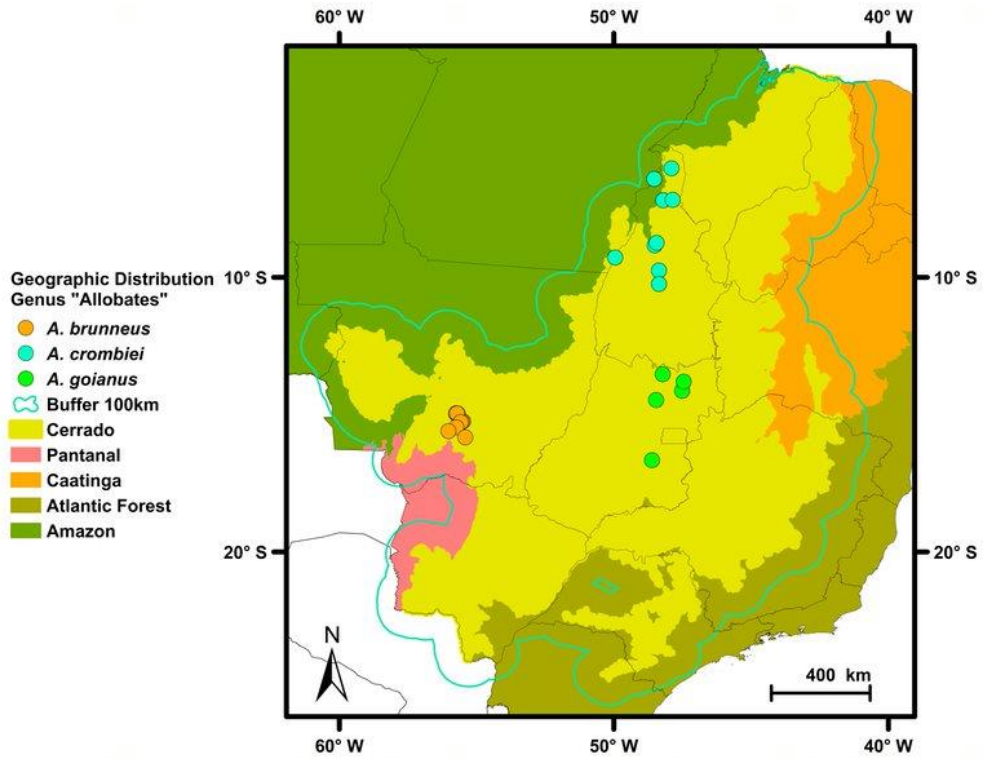 60° W 50° W 40° W
10° S 10° S
Geographic Distribution
Genus "Allobates"
A. brunneus
A. crombiei
A. goianus
Buffer 100km
Cerrado
Pantanal
Caatinga
Atlantic Forest
Amazon
20° S 20° S
N
400 km
60° W 50° W 40° W